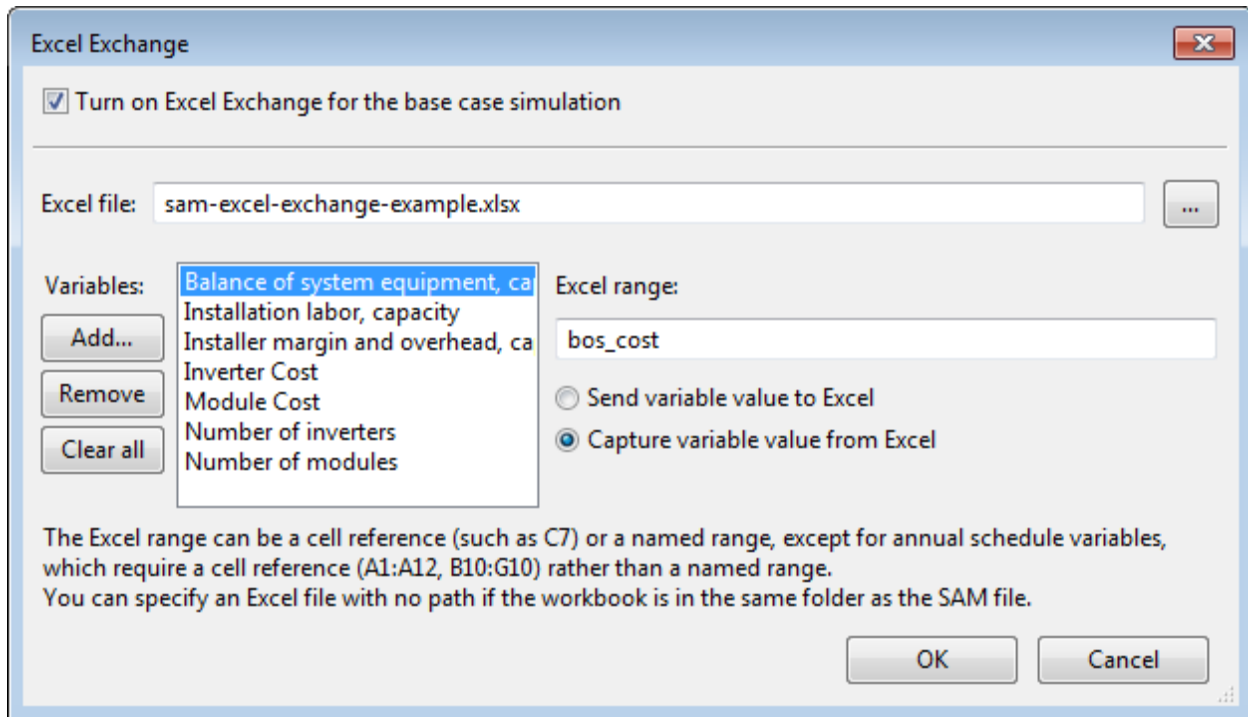 Excel Exchange
Turn on Excel Exchange for the base case simulation
Excel file: sam-excel-exchange-example.xlsx ...
Variables:
Add...
Remove
Clear all
Balance of system equipment, ca
Installation labor, capacity
Installer margin and overhead, ca
Inverter Cost
Module Cost
Number of inverters
Number of modules
Excel range:
bos_cost
Send variable value to Excel
Capture variable value from Excel
The Excel range can be a cell reference (such as C7) or a named range, except for annual schedule variables,
which require a cell reference (A1:A12, B10:G10) rather than a named range.
You can specify an Excel file with no path if the workbook is in the same folder as the SAM file.
OK Cancel